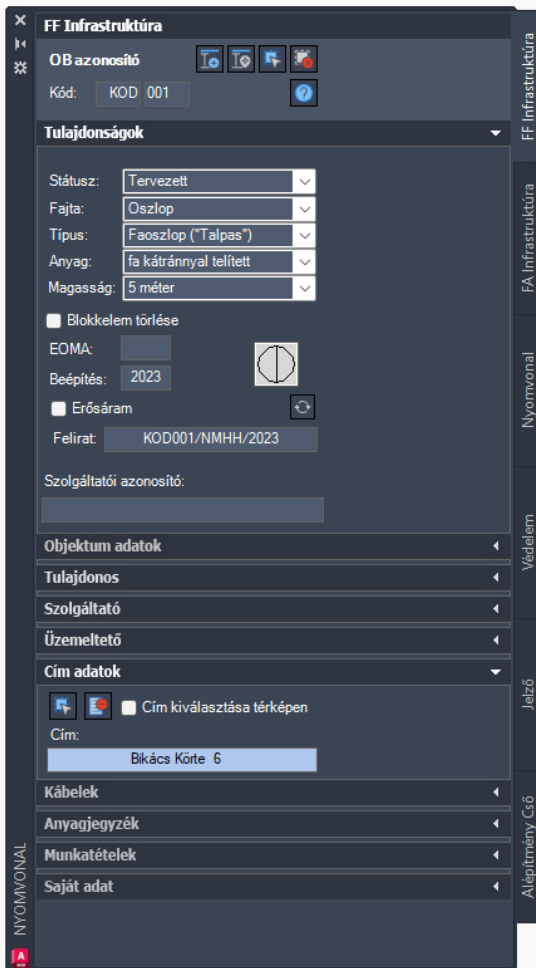 FF Infrastruktúra
OB azonosító
Kód: KOD 001
Tulajdonságok
Státusz: Tervezett
Fajta: Oszlop
Típus: Faoszlop ("Talpas")
Anyag: fa kátránnyal telített
Magasság: 5 méter
Blokkelem törlése
EOMA:
Beépítés: 2023
Erősáram
Felirat: KOD001/NMHH/2023
Szolgáltatói azonosító:
Objektum adatok
Tulajdonos
Szolgáltató
Üzemeltető
Cím adatok
Cím kiválasztása térképen
Cím:
Bikács Körte 6
Kábelek
Anyagjegyzék
Munkatételek
Saját adat
NYOMVONAL
A
FF Infrastruktúra
FA Infrastruktúra
Nyomvonal
Védelem
Jelző
Alépítmény Cső